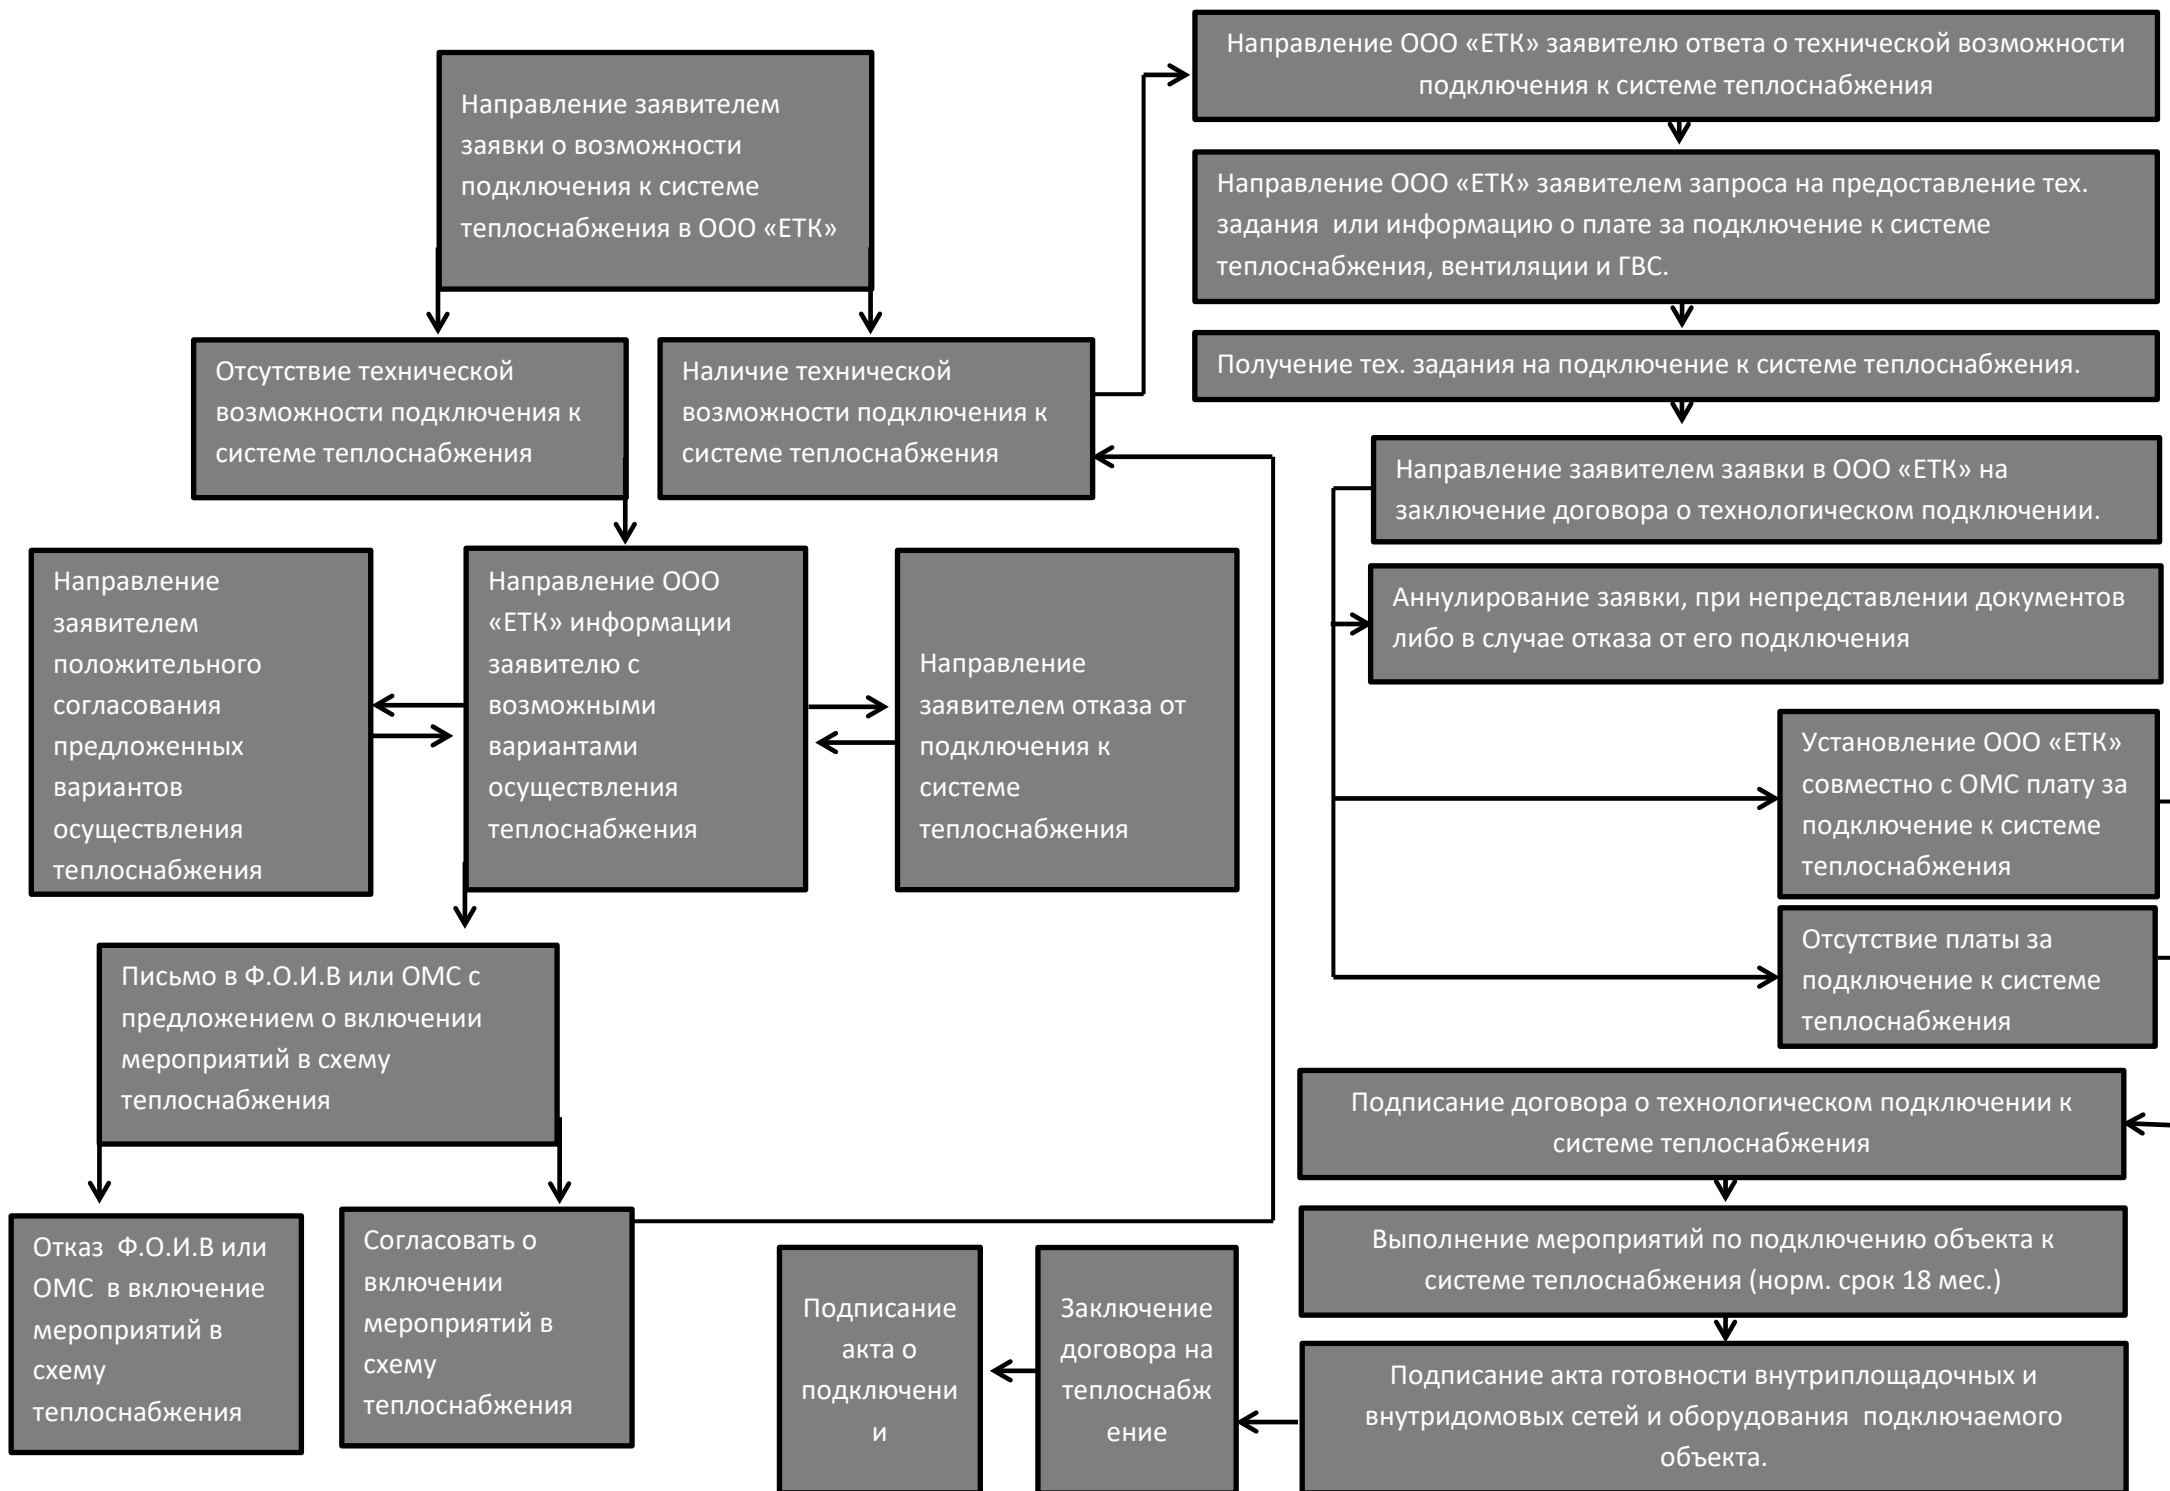 Направление заявителем
заявки о возможности
подключения к системе
теплоснабжения в ООО «ЕТК»
Отсутствие технической
возможности подключения к
системе теплоснабжения
Наличие технической
возможности подключения к
системе теплоснабжения
Направление
заявителем
положительного
согласования
предложенных
вариантов
осуществления
теплоснабжения
Направление ООО
«ЕТК» информации
заявителю с
возможными
вариантами
осуществления
теплоснабжения
Направление
заявителем отказа от
подключения к
системе
теплоснабжения
Письмо в Ф.О.И.В или ОМС с
предложением о включении
мероприятий в схему
теплоснабжения
Отказ  Ф.О.И.В или
ОМС  в включение
мероприятий в
схему
теплоснабжения
Согласовать о
включении
мероприятий в
схему
теплоснабжения
Направление ООО «ЕТК» заявителю ответа о технической возможности
подключения к системе теплоснабжения
Направление ООО «ЕТК» заявителем запроса на предоставление тех.
задания  или информацию о плате за подключение к системе
теплоснабжения, вентиляции и ГВС.
Получение тех. задания на подключение к системе теплоснабжения.
Направление заявителем заявки в ООО «ЕТК» на
заключение договора о технологическом подключении.
Аннулирование заявки, при непредставлении документов
либо в случае отказа от его подключения
Установление ООО «ЕТК»
совместно с ОМС плату за
подключение к системе
теплоснабжения
Отсутствие платы за
подключение к системе
теплоснабжения
Подписание договора о технологическом подключении к
системе теплоснабжения
Выполнение мероприятий по подключению объекта к
системе теплоснабжения (норм. срок 18 мес.)
Подписание акта готовности внутриплощадочных и
внутридомовых сетей и оборудования  подключаемого
объекта.
Заключение
договора на
теплоснабж
ение
Подписание
акта о
подключени
и